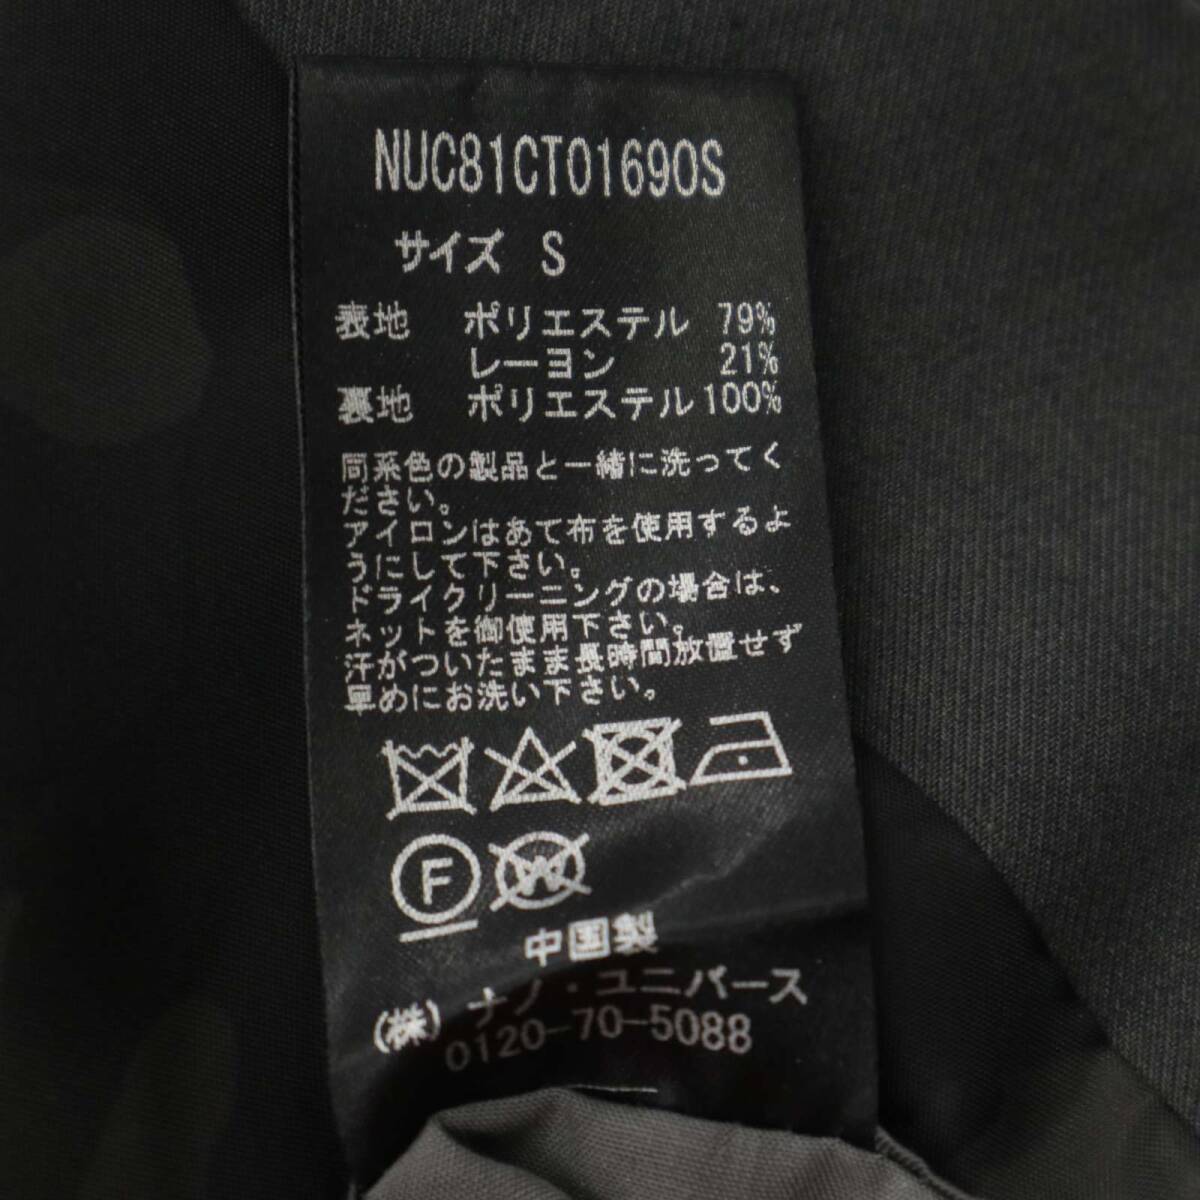 NUC81CT01690S
サイズ S
表地 ポリエステル 79%
レーヨン 21%
裏地 ポリエステル 100%
同系色の製品と一緒に洗ってく
ださい。
アイロンはあて布を使用するよ
うにして下さい。
ドライクリーニングの場合は、
ネットを御使用下さい。
汗がついたまま長時間放置せず
早めにお洗い下さい。
F W
中国製
(株)ナノ・ユニバース
0120-70-5088